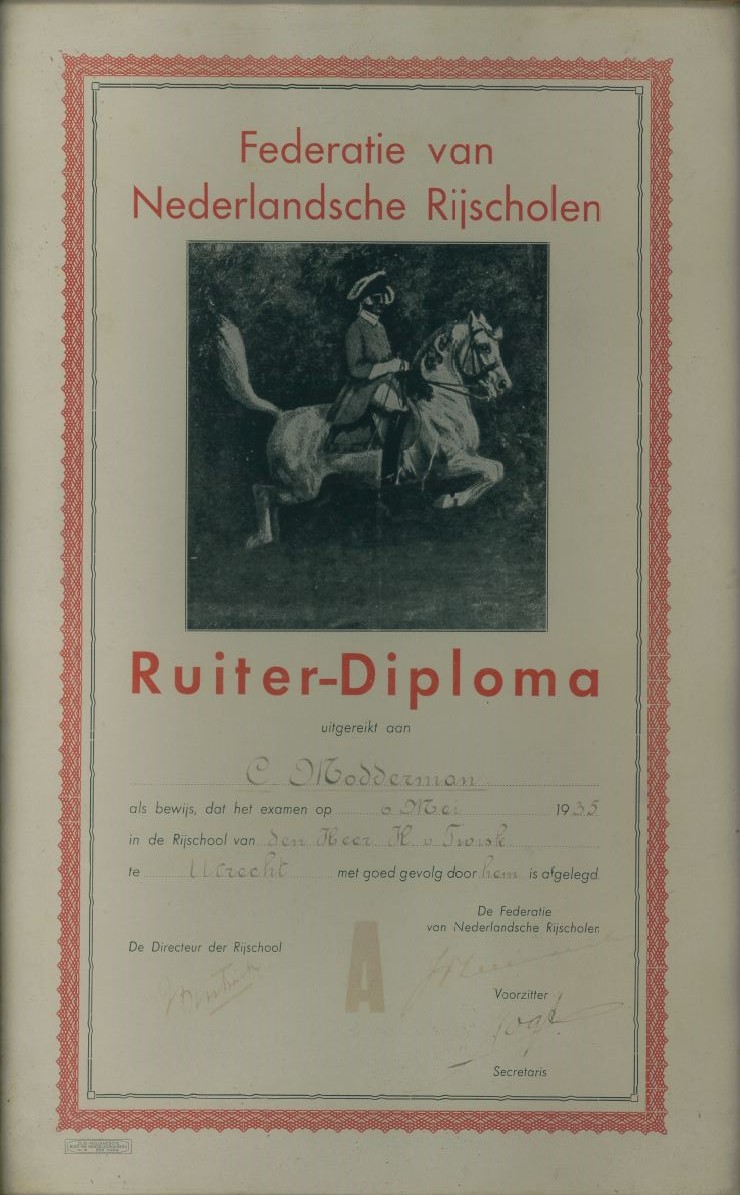 Federatie van
Nederlandsche Rijscholen
Ruiter-Diploma
uitgereikt aan
C. Modderman
als bewijs, dat het examen op Mei 1935
in de Rijschool van den Heer H. v
te Utrecht met goed gevolg door hem is afgelegd
De Federatie
van Nederlandsche Rijscholen
De Directeur der Rijschool
A
Voorzitter
Secretaris